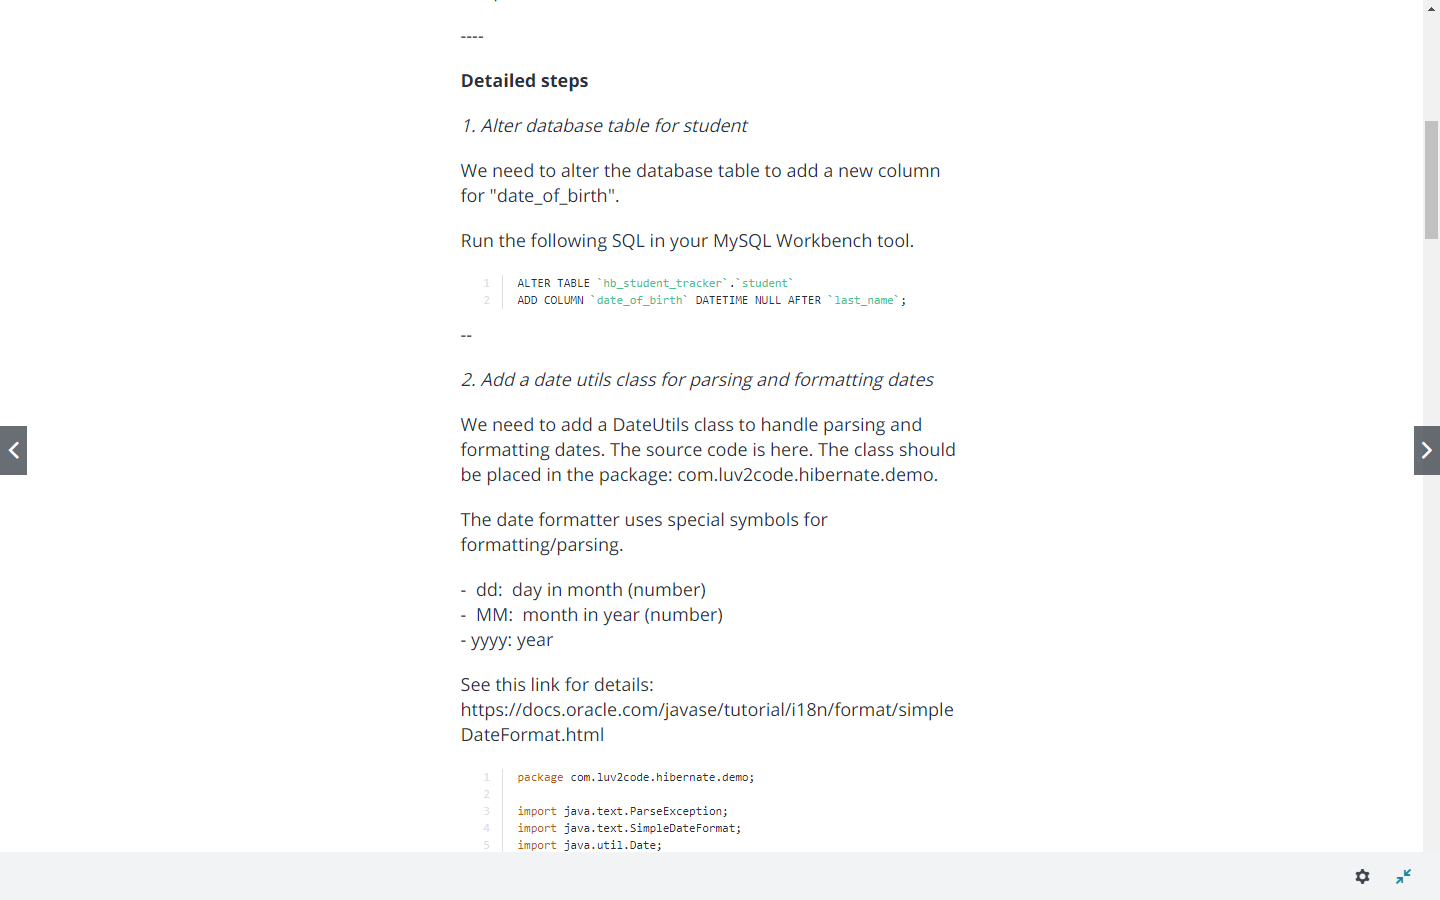 ----
Detailed steps
1. Alter database table for student
We need to alter the database table to add a new column
for "date_of_birth".
Run the following SQL in your MySQL Workbench tool.
1 ALTER TABLE `hb_student_tracker`.`student`
2 ADD COLUMN `date_of_birth` DATETIME NULL AFTER `last_name`;
--
2. Add a date utils class for parsing and formatting dates
We need to add a DateUtils class to handle parsing and
formatting dates. The source code is here. The class should
be placed in the package: com.luv2code.hibernate.demo.
The date formatter uses special symbols for
formatting/parsing.
-  dd:  day in month (number)
-  MM:  month in year (number)
- yyyy: year
See this link for details:
https://docs.oracle.com/javase/tutorial/i18n/format/simple
DateFormat.html
1 package com.luv2code.hibernate.demo;
2
3 import java.text.ParseException;
4 import java.text.SimpleDateFormat;
5 import java.util.Date;